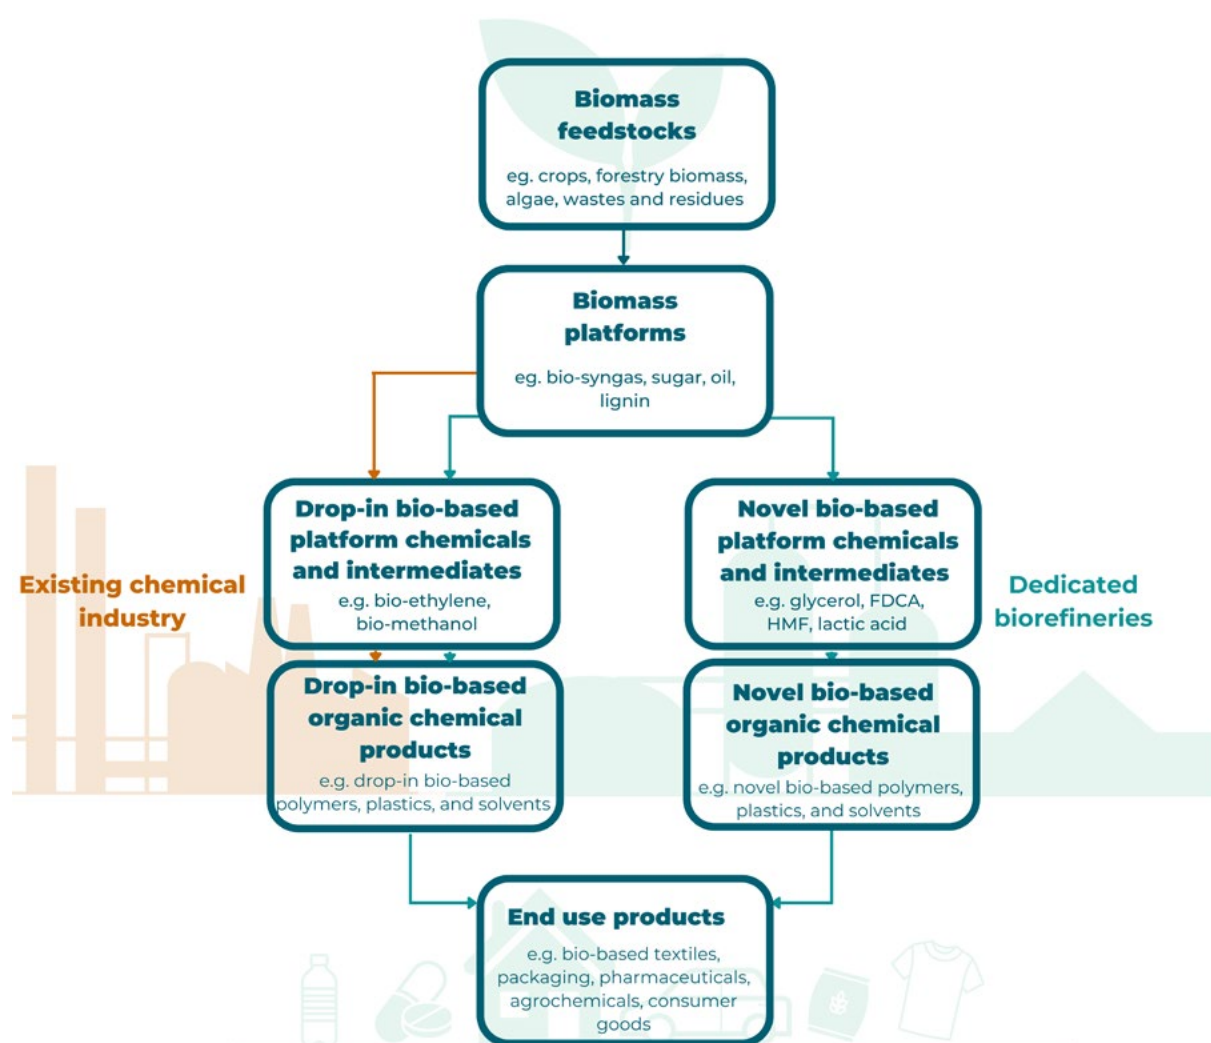 Biomass
feedstocks
eg. crops, forestry biomass,
algae, wastes and residues
Biomass
platforms
eg. bio-syngas, sugar, oil,
lignin
Existing chemical
industry
Drop-in bio-based
platform chemicals
and intermediates
e.g. bio-ethylene,
bio-methanol
Novel bio-based
platform chemicals
and intermediates
e.g. glycerol, FDCA,
HMF, lactic acid
Dedicated
biorefineries
Drop-in bio-based
organic chemical
products
e.g. drop-in bio-based
polymers, plastics, and solvents
Novel bio-based
organic chemical
products
e.g. novel bio-based polymers,
plastics, and solvents
End use products
e.g. bio-based textiles,
packaging, pharmaceuticals,
agrochemicals, consumer
goods